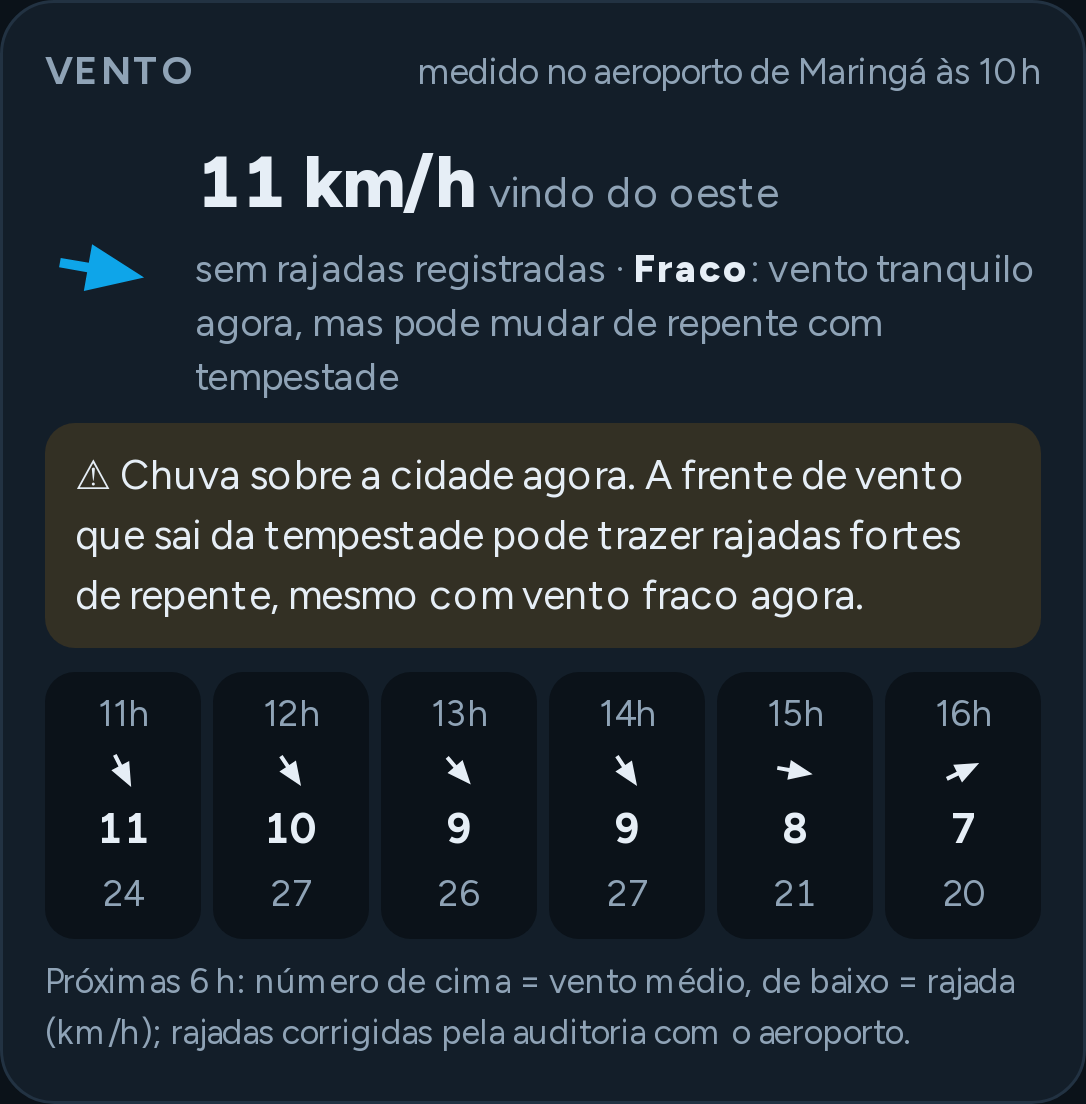 VENTO
medido no aeroporto de Maringá às 10 h
11 km/h vindo do oeste
sem rajadas registradas · Fraco: vento tranquilo
agora, mas pode mudar de repente com
tempestade
⚠ Chuva sobre a cidade agora. A frente de vento
que sai da tempestade pode trazer rajadas fortes
de repente, mesmo com vento fraco agora.
11h 12h 13h 14h 15h 16h
11 10 9 9 8 7
24 27 26 27 21 20
Próximas 6 h: número de cima = vento médio, de baixo = rajada
(km/h); rajadas corrigidas pela auditoria com o aeroporto.